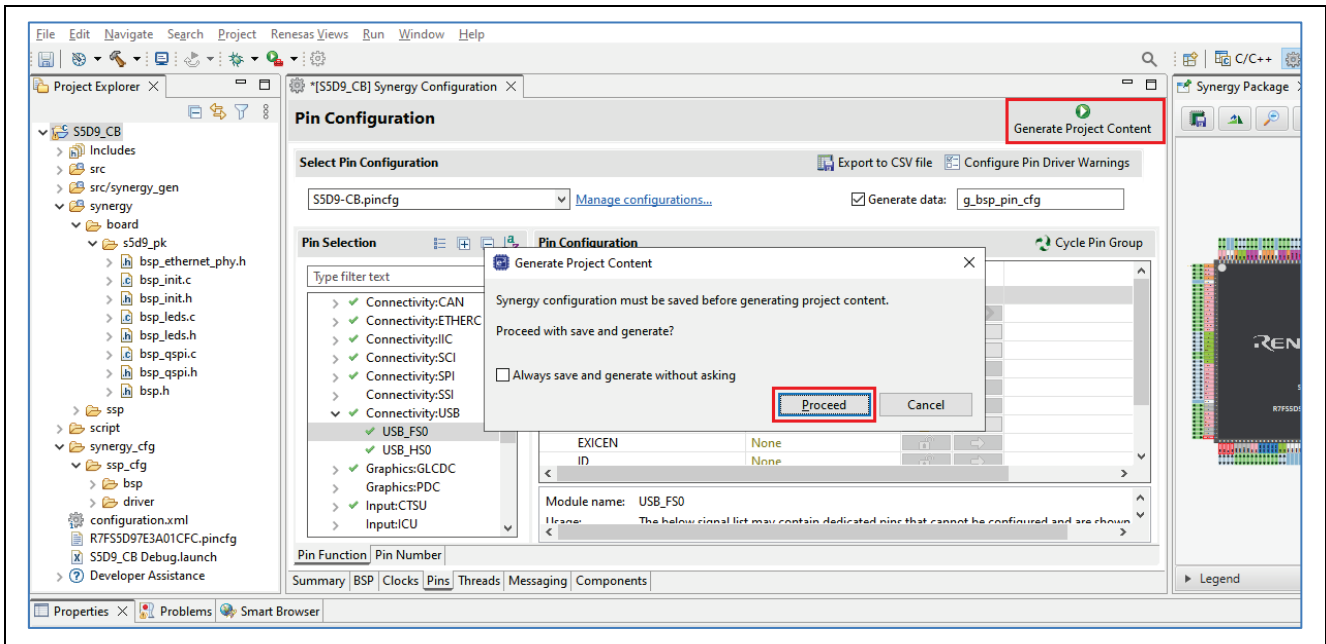 File Edit Navigate Search Project Renesas Views Run Window Help
C/C++
Project Explorer
*[S5D9_CB] Synergy Configuration
Synergy Package
Pin Configuration
Generate Project Content
S5D9_CB
Includes
src
src/synergy_gen
synergy
board
s5d9_pk
bsp_ethernet_phy.h
bsp_init.c
bsp_init.h
bsp_leds.c
bsp_leds.h
bsp_qspi.c
bsp_qspi.h
bsp.h
ssp
script
synergy_cfg
ssp_cfg
bsp
driver
configuration.xml
R7FS5D97E3A01CFC.pincfg
S5D9_CB Debug.launch
Developer Assistance
Select Pin Configuration
Export to CSV file Configure Pin Driver Warnings
S5D9-CB.pincfg Manage configurations... Generate data: g_bsp_pin_cfg
Pin Selection
Pin Configuration
Cycle Pin Group
Type filter text
Connectivity:CAN
Connectivity:ETHERC
Connectivity:IIC
Connectivity:SCI
Connectivity:SPI
Connectivity:SSI
Connectivity:USB
USB_FS0
USB_HS0
Graphics:GLCDC
Graphics:PDC
Input:CTSU
Input:ICU
Generate Project Content
Synergy configuration must be saved before generating project content.
Proceed with save and generate?
Always save and generate without asking
Proceed Cancel
EXICEN None
ID None
Module name: USB_FS0
Usage: The below signal list may contain dedicated pins that cannot be configured and are shown
Pin Function Pin Number
Summary BSP Clocks Pins Threads Messaging Components
REN
R7FS5D9
Legend
Properties Problems Smart Browser